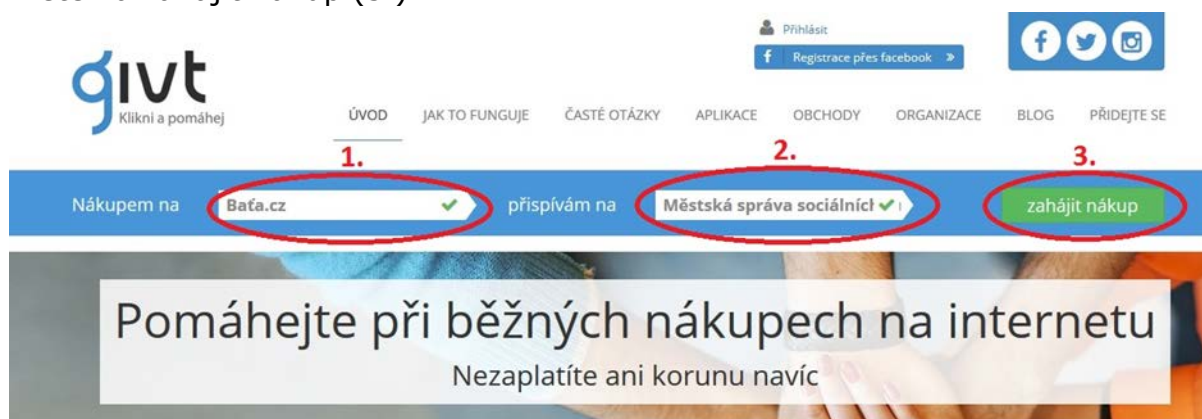 Přihlásit
f Registrace přes facebook »
givt
Klikni a pomáhej
ÚVOD JAK TO FUNGUJE ČASTÉ OTÁZKY APLIKACE OBCHODY ORGANIZACE BLOG PŘIDEJTE SE
1. 2. 3.
Nákupem na Baťa.cz přispívám na Městská správa sociálních zahájit nákup
Pomáhejte při běžných nákupech na internetu
Nezaplatíte ani korunu navíc